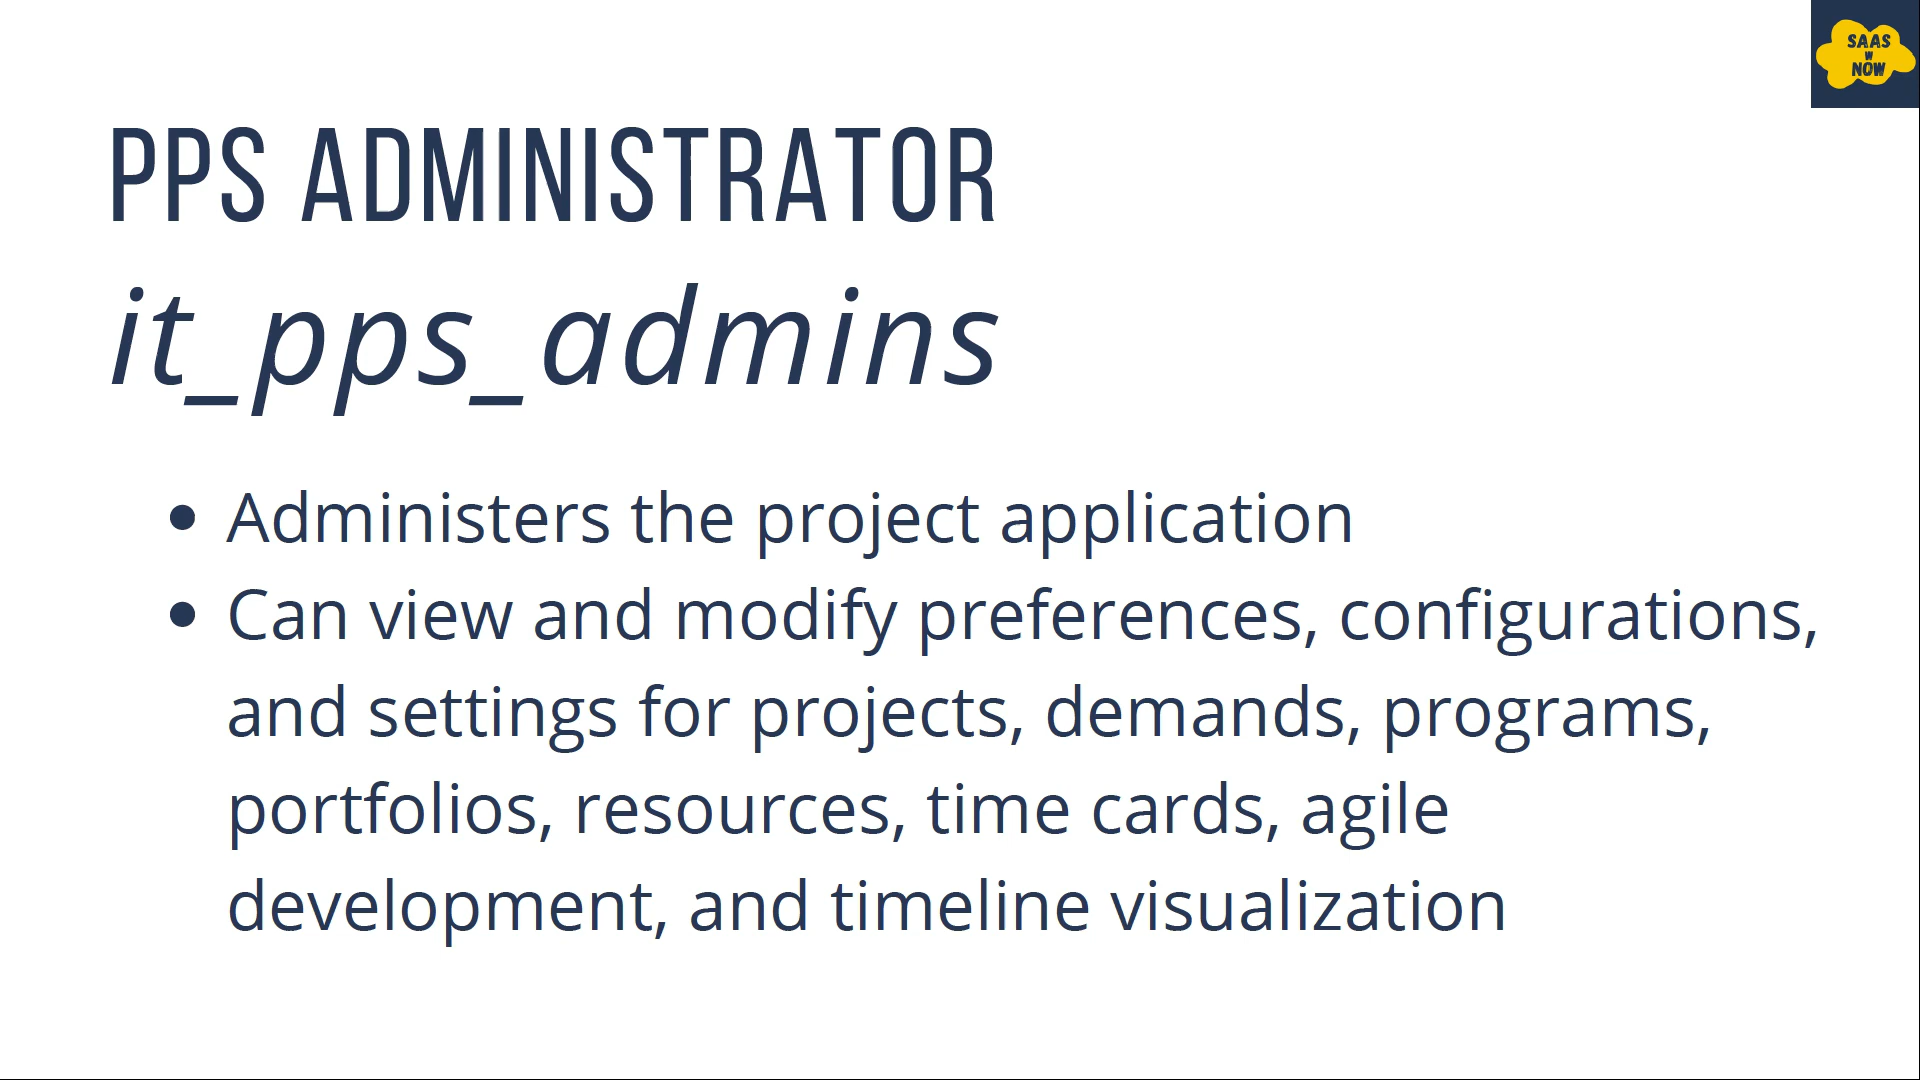 SAAS
W
NOW
PPS ADMINISTRATOR
it_pps_admins
• Administers the project application
• Can view and modify preferences, configurations,
and settings for projects, demands, programs,
portfolios, resources, time cards, agile
development, and timeline visualization